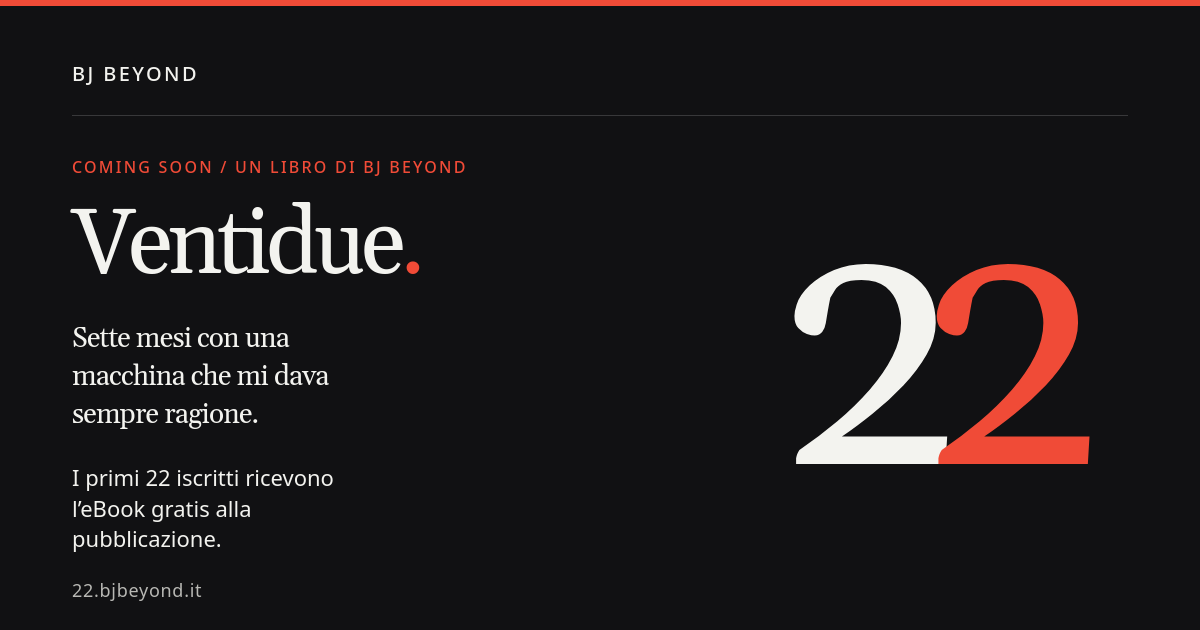 BJ BEYOND
COMING SOON / UN LIBRO DI BJ BEYOND
Ventidue.
Sette mesi con una
macchina che mi dava
sempre ragione.
22
I primi 22 iscritti ricevono
l’eBook gratis alla
pubblicazione.
22.bjbeyond.it